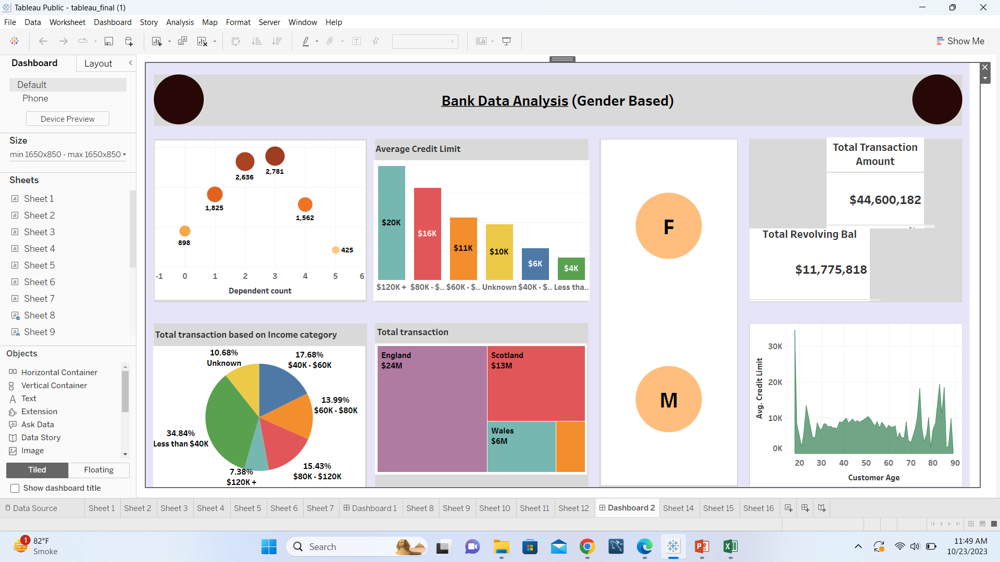 Tableau Public - tableau_final (1)
File Data Worksheet Dashboard Story Analysis Map Format Server Window Help
Show Me
Dashboard Layout
Default
Phone
Device Preview
Size
min 1650x850 - max 1650x850
Sheets
Sheet 1
Sheet 2
Sheet 3
Sheet 4
Sheet 5
Sheet 6
Sheet 7
Sheet 8
Sheet 9
Objects
Horizontal Container
Vertical Container
Text
Extension
Ask Data
Data Story
Image
Tiled Floating
Show dashboard title
Bank Data Analysis (Gender Based)
2,636
2,781
1,825
1,562
898
425
-1 0 1 2 3 4 5 6
Dependent count
Average Credit Limit
$20K
$16K
$11K
$10K
$6K
$4K
$120K + $80K - $.. $60K - $.. Unknown $40K - $.. Less tha..
F
M
Total Transaction
Amount
$44,600,182
Total Revolving Bal
$11,775,818
Total transaction based on Income category
10.68%
Unknown
17.68%
$40K - $60K
13.99%
$60K - $80K
34.84%
Less than $40K
15.43%
$80K - $120K
7.38%
$120K +
Total transaction
England
$24M
Scotland
$13M
Wales
$6M
Avg. Credit Limit
30K
20K
10K
0K
20 30 40 50 60 70 80 90
Customer Age
Data Source Sheet 1 Sheet 2 Sheet 3 Sheet 4 Sheet 5 Sheet 6 Sheet 7 Dashboard 1 Sheet 8 Sheet 9 Sheet 10 Sheet 11 Sheet 12 Dashboard 2 Sheet 14 Sheet 15 Sheet 16
1
82°F
Smoke
Search
11:49 AM
10/23/2023